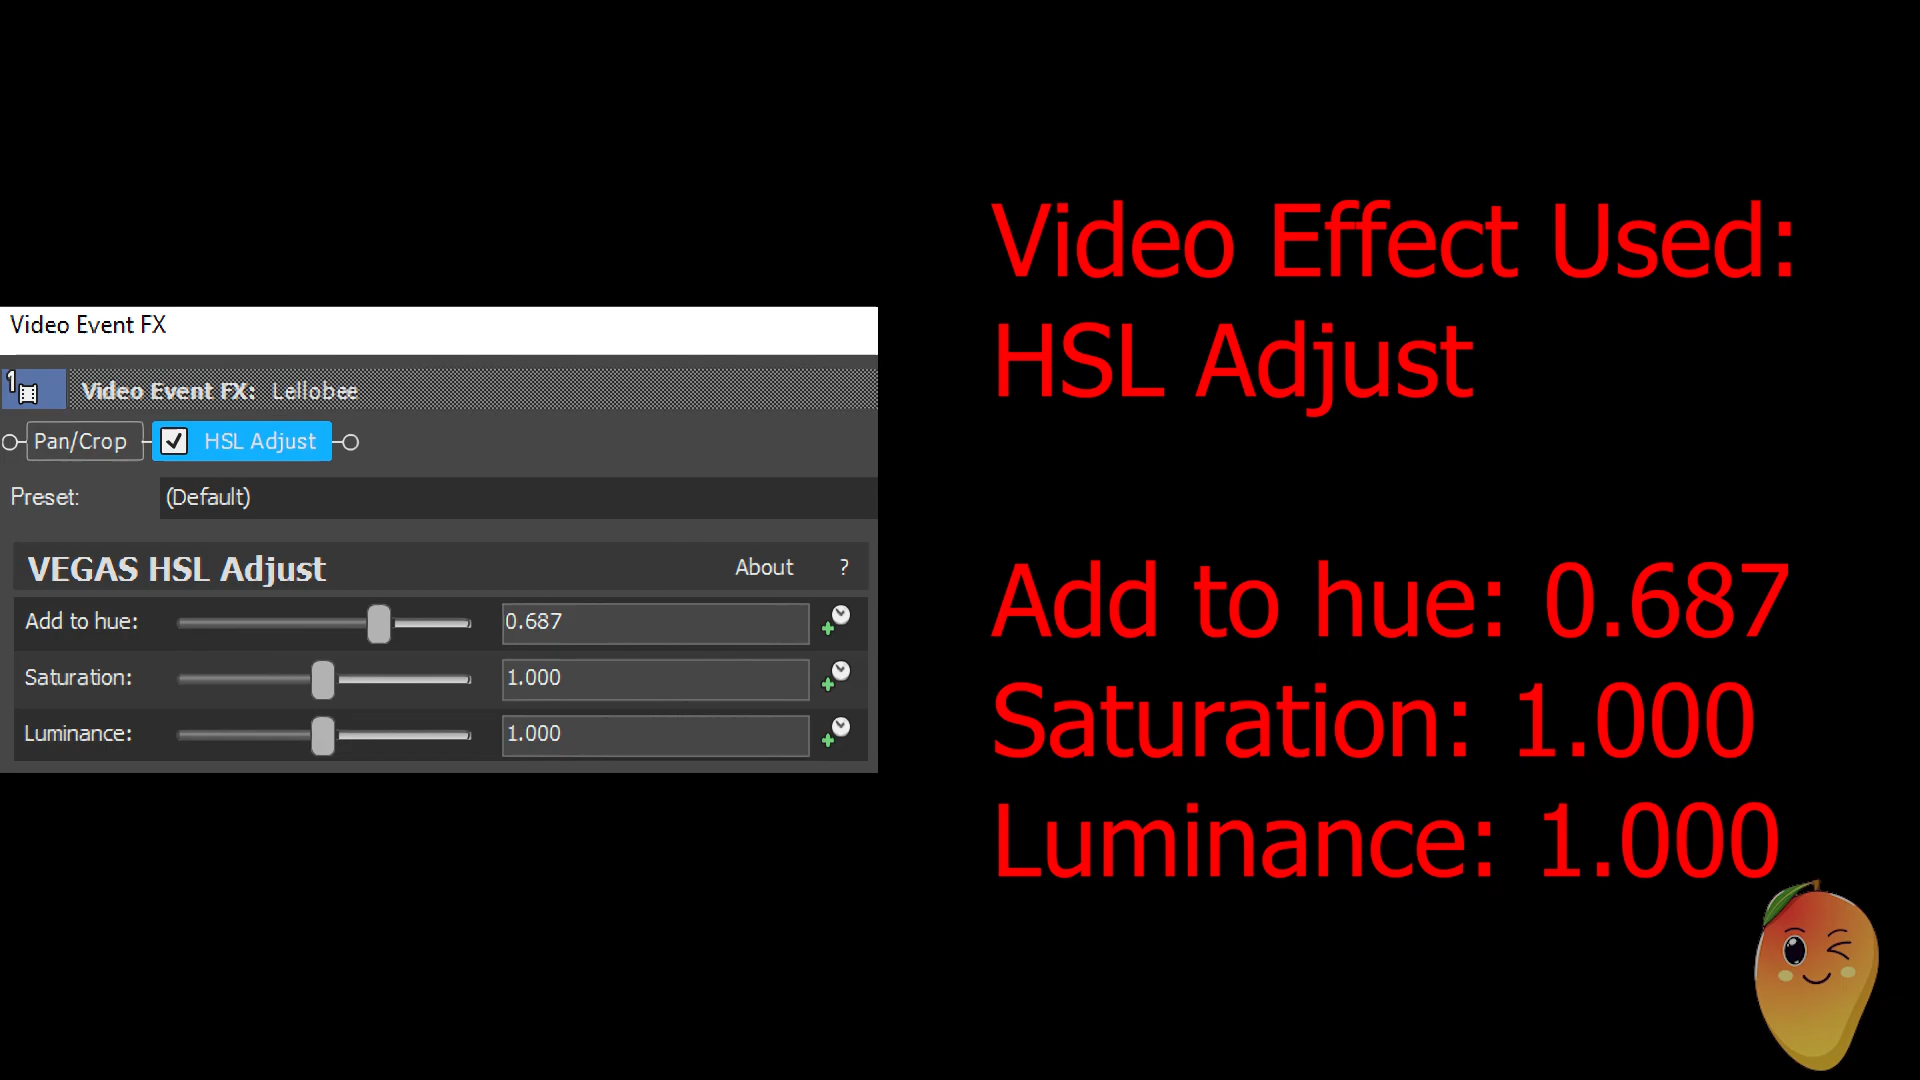 Video Event FX
1
Video Event FX: Lellobee
Pan/Crop HSL Adjust
Preset: (Default)
VEGAS HSL Adjust About ?
Add to hue: 0.687
Saturation: 1.000
Luminance: 1.000
Video Effect Used:
HSL Adjust
Add to hue: 0.687
Saturation: 1.000
Luminance: 1.000